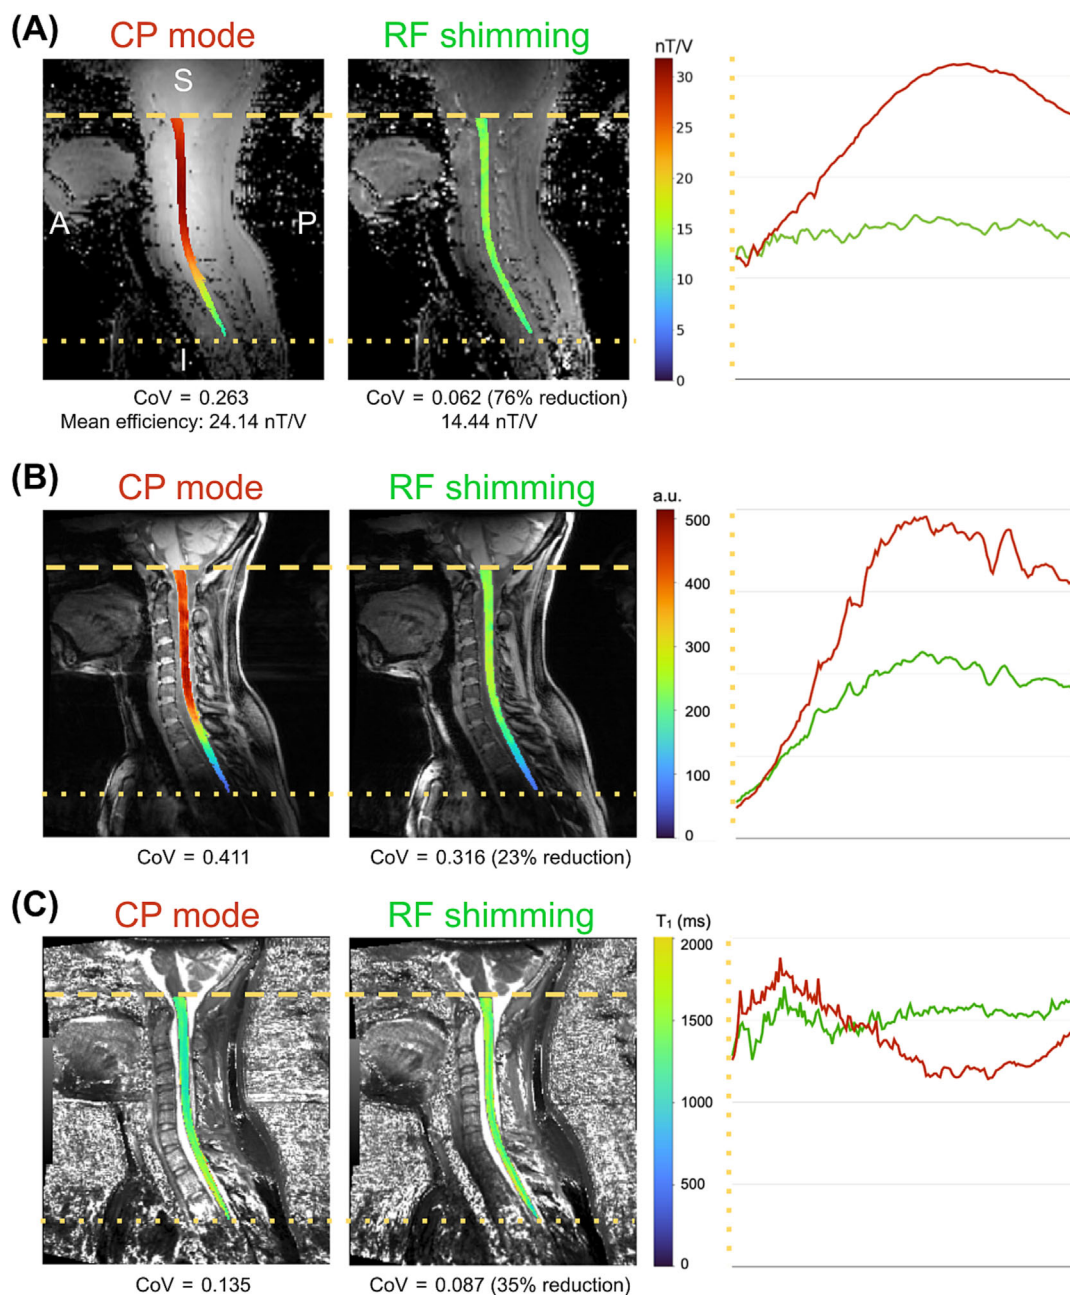 (A)
CP mode
RF shimming
nT/V
S
A
P
I
30
25
20
15
10
5
0
CoV = 0.263
Mean efficiency: 24.14 nT/V
CoV = 0.062 (76% reduction)
14.44 nT/V
(B)
CP mode
RF shimming
a.u.
500
400
300
200
100
0
CoV = 0.411
CoV = 0.316 (23% reduction)
(C)
CP mode
RF shimming
T₁ (ms)
2000
1500
1000
500
0
CoV = 0.135
CoV = 0.087 (35% reduction)